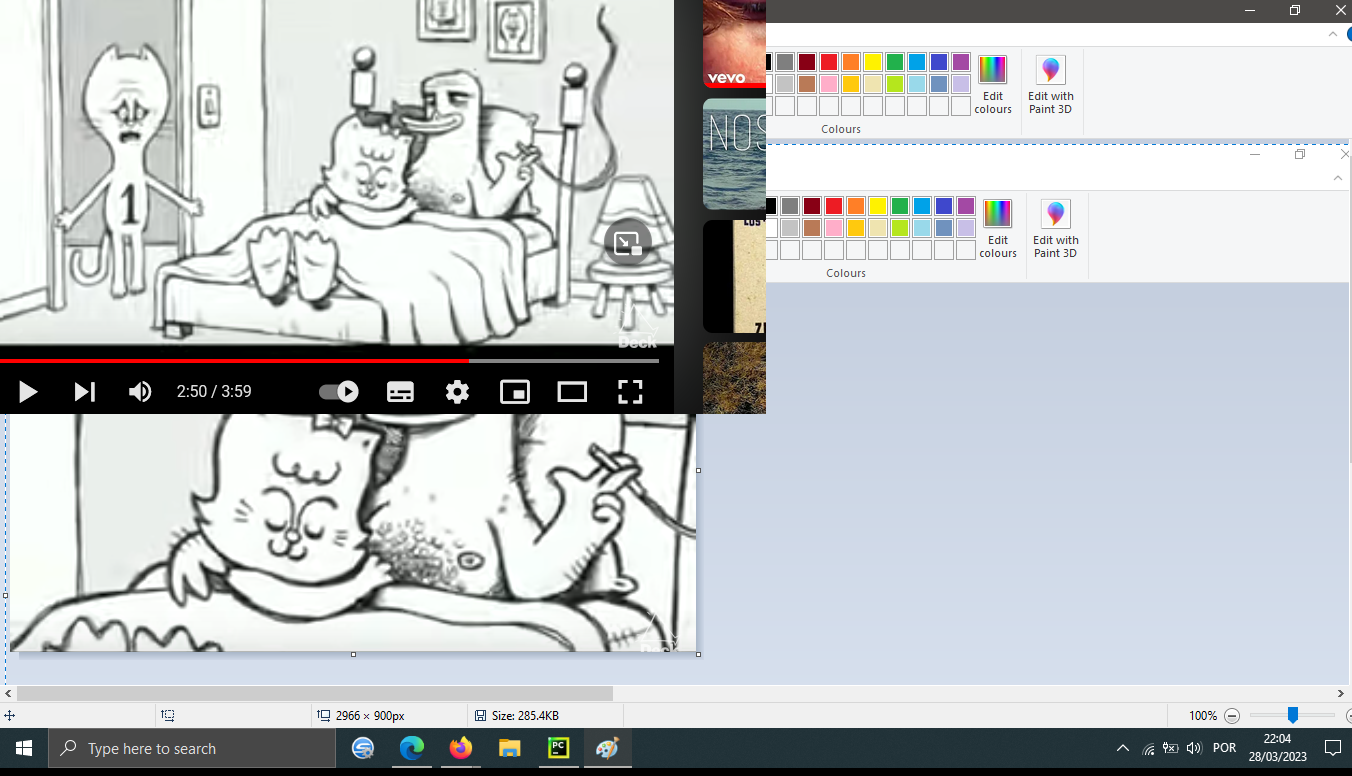 vevo
Edit
colours
Edit with
Paint 3D
Colours
NOS
Edit
colours
Edit with
Paint 3D
Colours
1
Deck
2:50 / 3:59
2966 × 900px
Size: 285.4KB
100%
Type here to search
PC
POR
22:04
28/03/2023